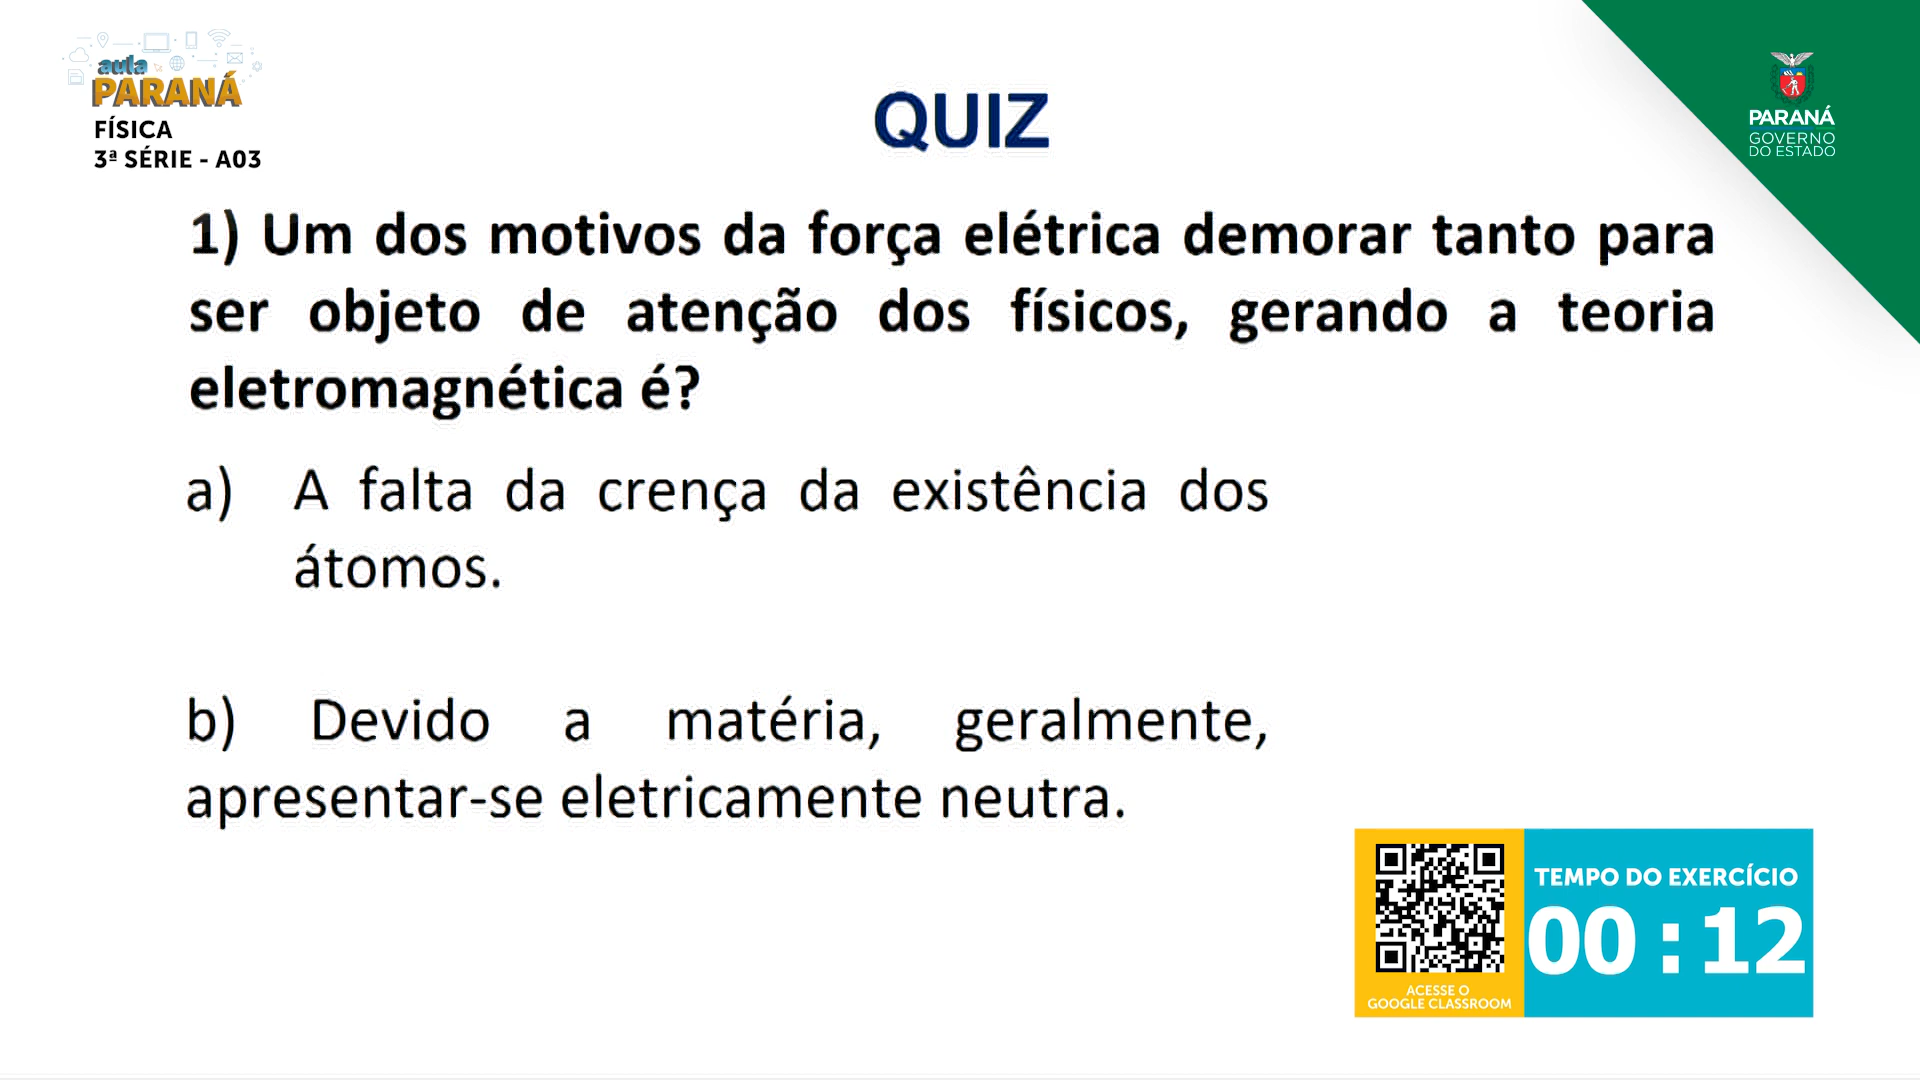 aula
PARANÁ
FÍSICA
3ª SÉRIE - A03
QUIZ
PARANÁ
GOVERNO
DO ESTADO
1) Um dos motivos da força elétrica demorar tanto para
ser objeto de atenção dos físicos, gerando a teoria
eletromagnética é?
a) A falta da crença da existência dos
átomos.
b) Devido a matéria, geralmente,
apresentar-se eletricamente neutra.
TEMPO DO EXERCÍCIO
00 : 12
ACESSE O
GOOGLE CLASSROOM